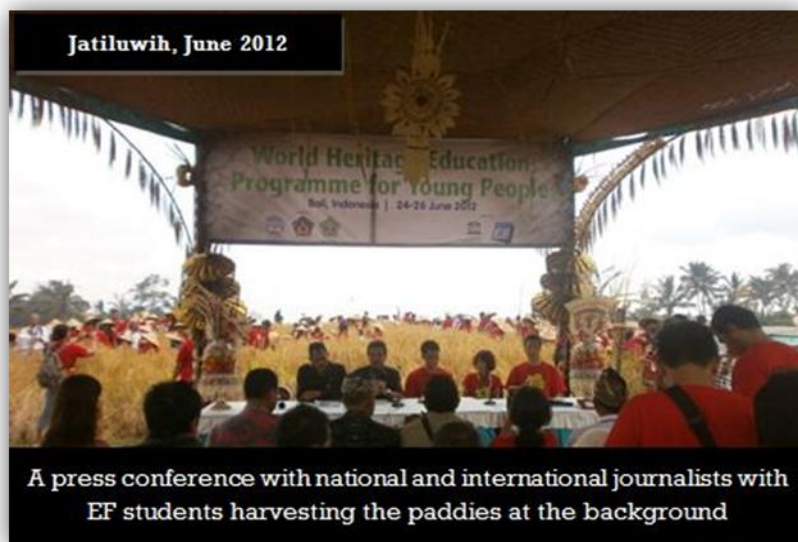 Jatiluwih, June 2012
World Heritage Education
Programme for Young People
Bali, Indonesia | 24-26 June 2012
A press conference with national and international journalists with
EF students harvesting the paddies at the background